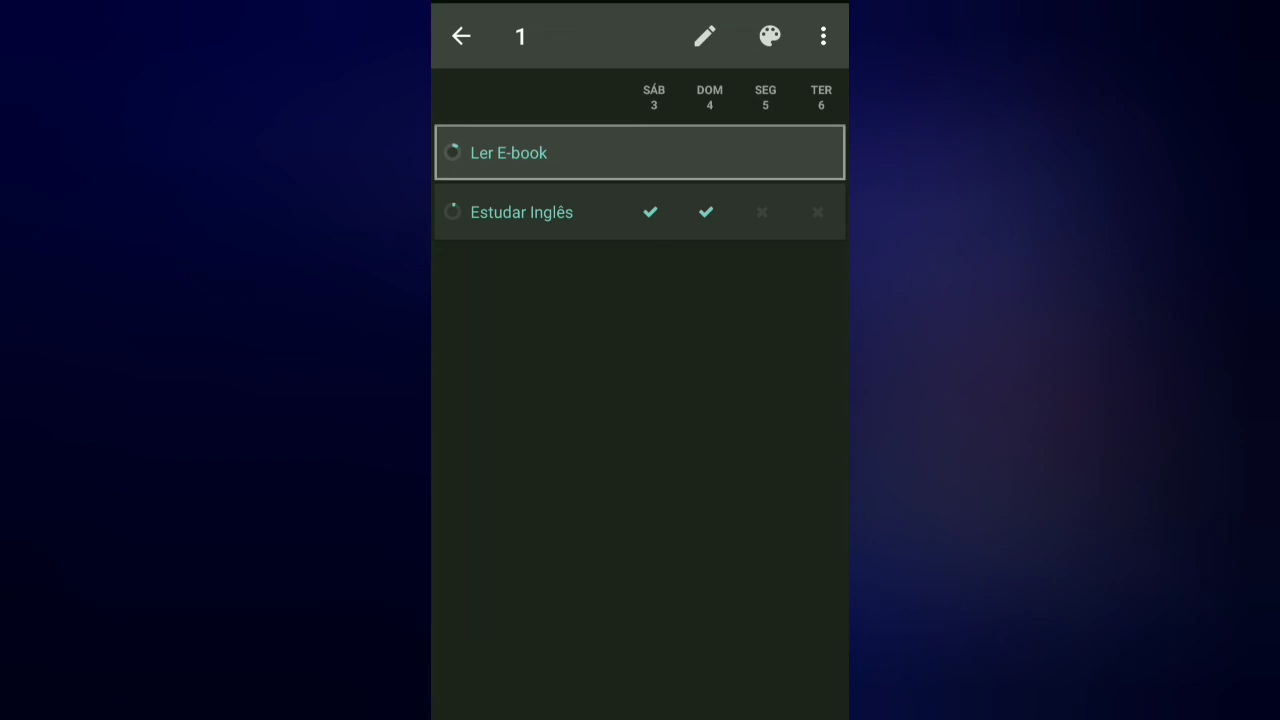 1
SÁB DOM SEG TER
3 4 5 6
Ler E-book
Estudar Inglês